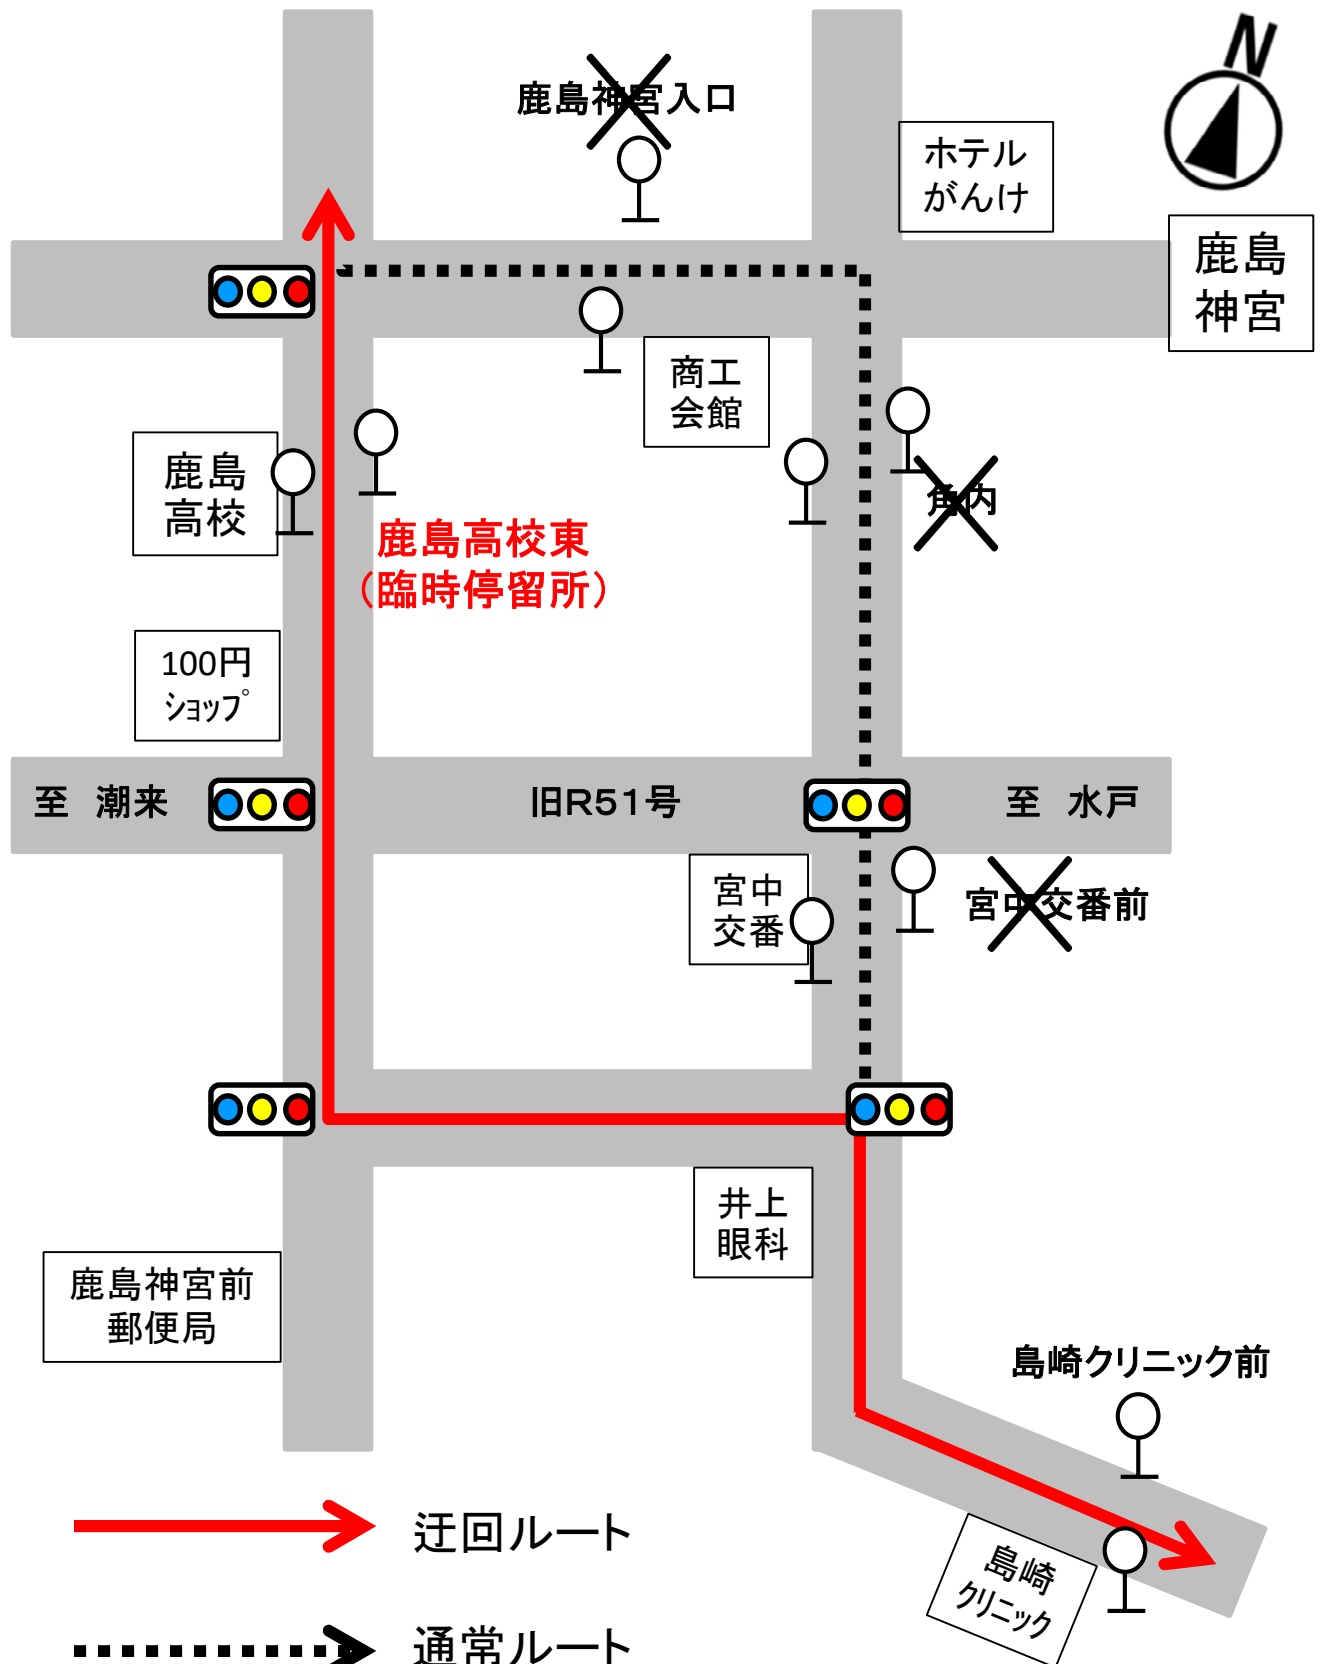 N
鹿島神宮入口
ホテル
がんけ
鹿島
神宮
商工
会館
鹿島
高校
角内
鹿島高校東
（臨時停留所）
100円
ショップ
至 潮来
旧R51号
至 水戸
宮中
交番
宮中交番前
井上
眼科
鹿島神宮前
郵便局
島崎クリニック前
島崎
クリニック
迂回ルート
通常ルート